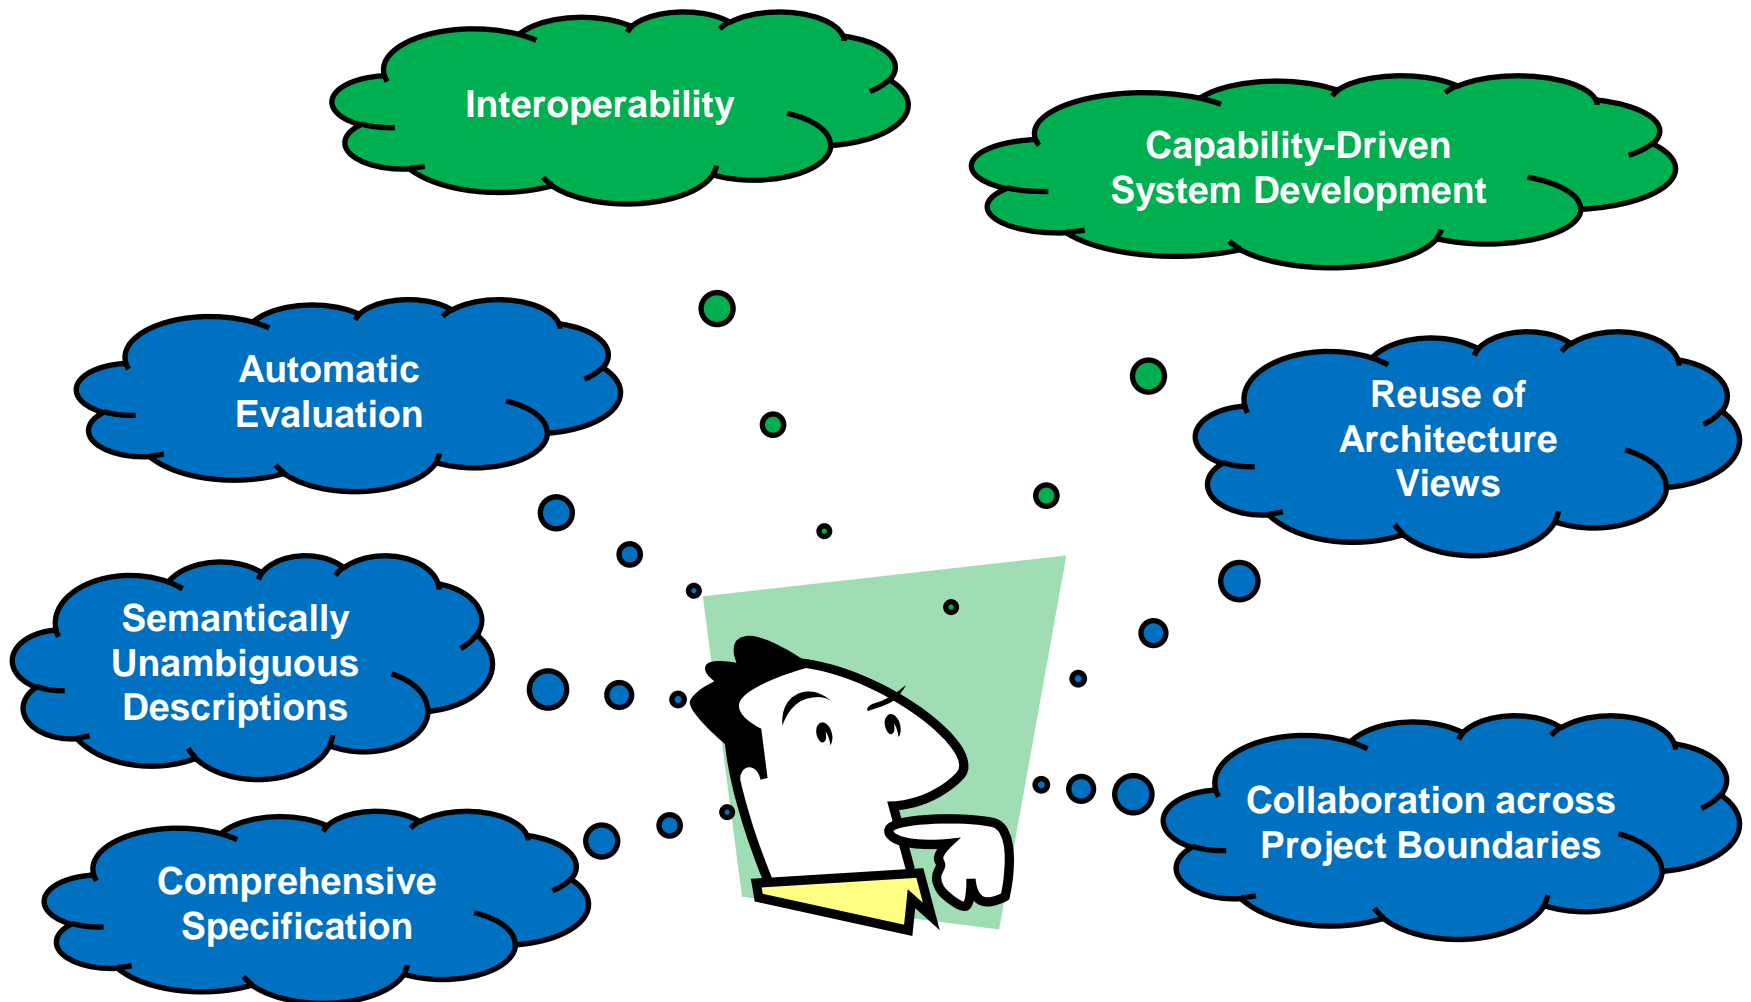 Interoperability
Capability-Driven
System Development
Automatic
Evaluation
Reuse of
Architecture
Views
Semantically
Unambiguous
Descriptions
Collaboration across
Project Boundaries
Comprehensive
Specification